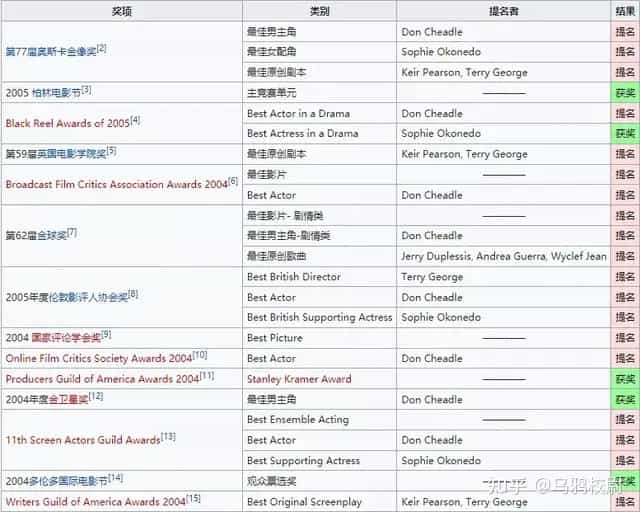 奖项 类别 提名者 结果
第77届奥斯卡金像奖[2] 最佳男主角 Don Cheadle 提名
最佳女配角 Sophie Okonedo 提名
最佳原创剧本 Keir Pearson, Terry George 提名
2005 柏林电影节[3] 主竞赛单元 ———— 获奖
Black Reel Awards of 2005[4] Best Actor in a Drama Don Cheadle 提名
Best Actress in a Drama Sophie Okonedo 获奖
第59届英国电影学院奖[5] 最佳原创剧本 Keir Pearson, Terry George 提名
Broadcast Film Critics Association Awards 2004[6] 最佳影片 ———— 提名
Best Actor Don Cheadle 提名
第62届金球奖[7] 最佳影片- 剧情类 ———— 提名
最佳男主角-剧情类 Don Cheadle 提名
最佳原创歌曲 Jerry Duplessis, Andrea Guerra, Wyclef Jean 提名
2005年度伦敦影评人协会奖[8] Best British Director Terry George 提名
Best Actor Don Cheadle 提名
Best British Supporting Actress Sophie Okonedo 提名
2004 国家评论学会奖[9] Best Picture ———— 提名
Online Film Critics Society Awards 2004[10] Best Actor Don Cheadle 提名
Producers Guild of America Awards 2004[11] Stanley Kramer Award ———— 获奖
2004年度金卫星奖[12] 最佳男主角 Don Cheadle 获奖
11th Screen Actors Guild Awards[13] Best Ensemble Acting ———— 提名
Best Actor Don Cheadle 提名
Best Supporting Actress Sophie Okonedo 提名
2004多伦多国际电影节[14] 观众票选奖 ———— 获奖
Writers Guild of America Awards 2004[15] Best Original Screenplay Keir Pearson, Terry George 提名
知乎 @乌鸦校尉